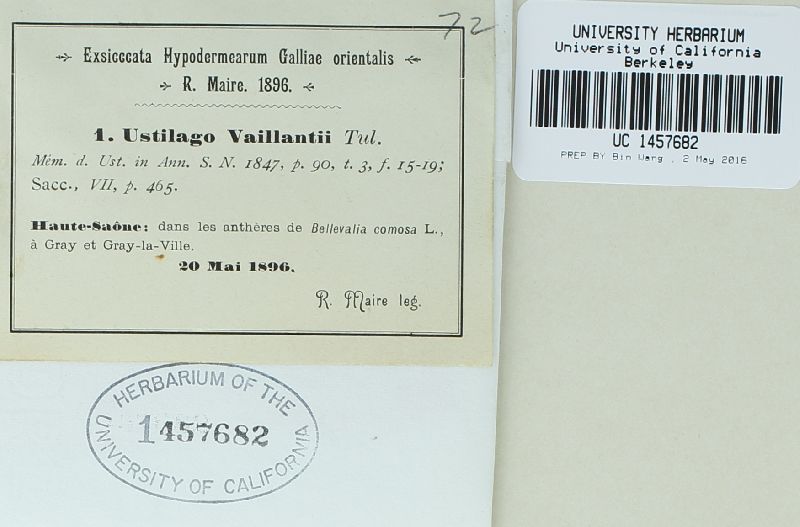 72
Exsicccata Hypodermearum Galliae orientalis
R. Maire. 1896.
1. Ustilago Vaillantii Tul.
Mém. d. Ust. in Ann. S. N. 1847, p. 90, t. 3, f. 15-19;
Sacc., VII, p. 465.
Haute-Saône: dans les anthères de Bellevalia comosa L.,
à Gray et Gray-la-Ville.
20 Mai 1896.
R. Maire leg.
HERBARIUM OF THE
1457682
UNIVERSITY OF CALIFORNIA
UNIVERSITY HERBARIUM
University of California
Berkeley
UC 1457682
PREP BY Bin Wang , 2 May 2016